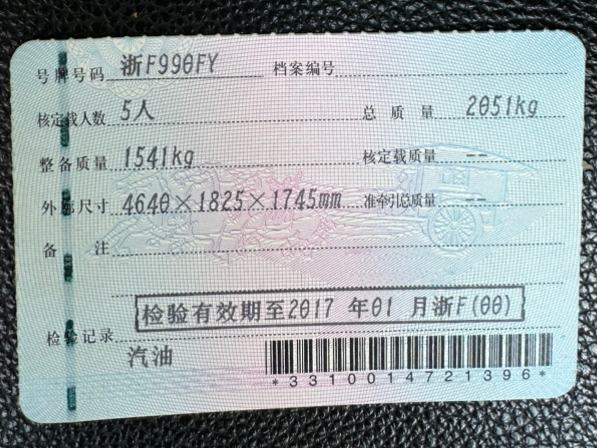 号牌号码 浙F990FY 档案编号
核定载人数 5人 总质量 2051kg
整备质量 1541kg 核定载质量 --
外廓尺寸 4640×1825×1745mm 准牵引总质量 --
备注
检验有效期至2017年01月浙F(00)
检验记录
汽油
*3310014721396*